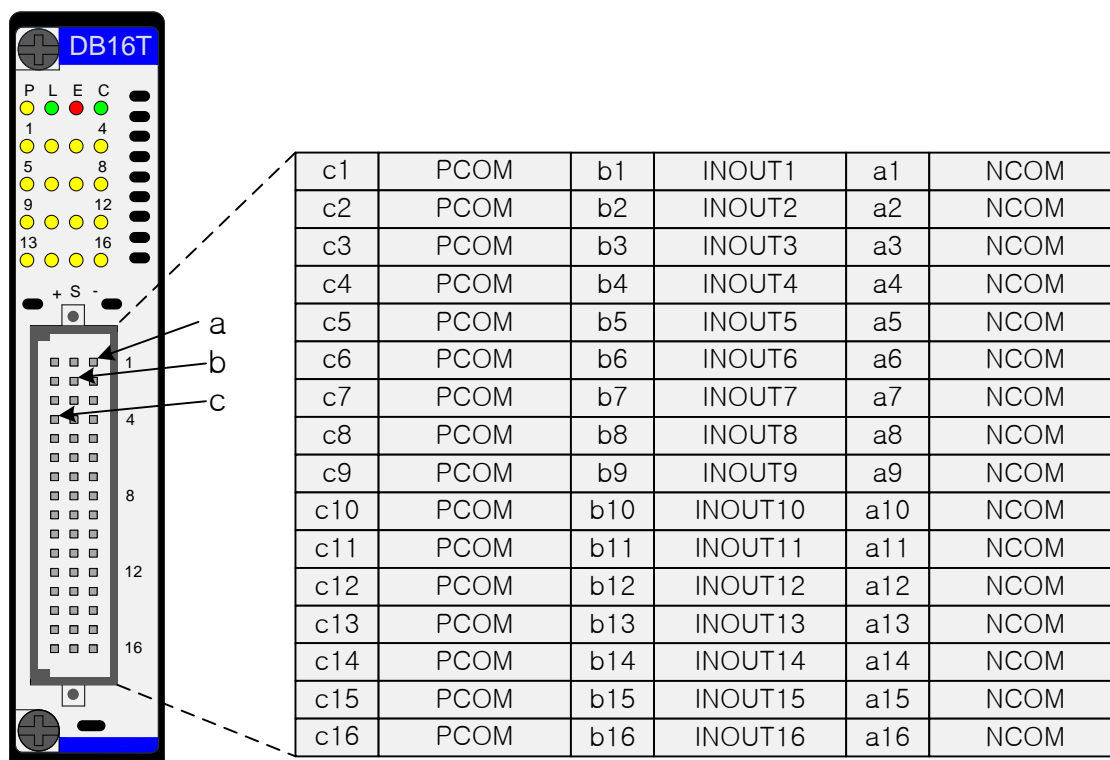 DB16T
P L E C
1 4
5 8
9 12
13 16
+ S -
a
b
c
1
4
8
12
16
c1 PCOM b1 INOUT1 a1 NCOM
c2 PCOM b2 INOUT2 a2 NCOM
c3 PCOM b3 INOUT3 a3 NCOM
c4 PCOM b4 INOUT4 a4 NCOM
c5 PCOM b5 INOUT5 a5 NCOM
c6 PCOM b6 INOUT6 a6 NCOM
c7 PCOM b7 INOUT7 a7 NCOM
c8 PCOM b8 INOUT8 a8 NCOM
c9 PCOM b9 INOUT9 a9 NCOM
c10 PCOM b10 INOUT10 a10 NCOM
c11 PCOM b11 INOUT11 a11 NCOM
c12 PCOM b12 INOUT12 a12 NCOM
c13 PCOM b13 INOUT13 a13 NCOM
c14 PCOM b14 INOUT14 a14 NCOM
c15 PCOM b15 INOUT15 a15 NCOM
c16 PCOM b16 INOUT16 a16 NCOM